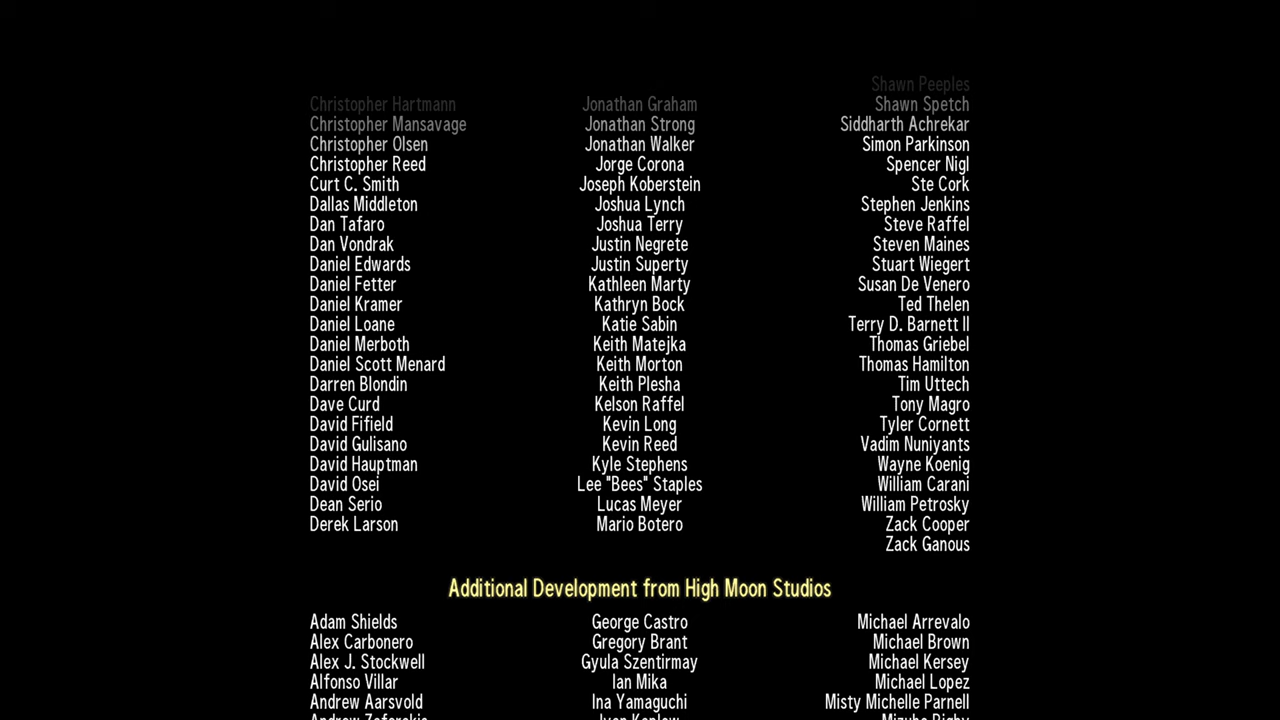 Christopher Hartmann
Christopher Mansavage
Christopher Olsen
Christopher Reed
Curt C. Smith
Dallas Middleton
Dan Tafaro
Dan Vondrak
Daniel Edwards
Daniel Fetter
Daniel Kramer
Daniel Loane
Daniel Merboth
Daniel Scott Menard
Darren Blondin
Dave Curd
David Fifield
David Gulisano
David Hauptman
David Osei
Dean Serio
Derek Larson
Jonathan Graham
Jonathan Strong
Jonathan Walker
Jorge Corona
Joseph Koberstein
Joshua Lynch
Joshua Terry
Justin Negrete
Justin Superty
Kathleen Marty
Kathryn Bock
Katie Sabin
Keith Matejka
Keith Morton
Keith Plesha
Kelson Raffel
Kevin Long
Kevin Reed
Kyle Stephens
Lee "Bees" Staples
Lucas Meyer
Mario Botero
Shawn Peeples
Shawn Spetch
Siddharth Achrekar
Simon Parkinson
Spencer Nigl
Ste Cork
Stephen Jenkins
Steve Raffel
Steven Maines
Stuart Wiegert
Susan De Venero
Ted Thelen
Terry D. Barnett II
Thomas Griebel
Thomas Hamilton
Tim Uttech
Tony Magro
Tyler Cornett
Vadim Nuniyants
Wayne Koenig
William Carani
William Petrosky
Zack Cooper
Zack Ganous
Additional Development from High Moon Studios
Adam Shields
Alex Carbonero
Alex J. Stockwell
Alfonso Villar
Andrew Aarsvold
George Castro
Gregory Brant
Gyula Szentirmay
Ian Mika
Ina Yamaguchi
Michael Arrevalo
Michael Brown
Michael Kersey
Michael Lopez
Misty Michelle Parnell